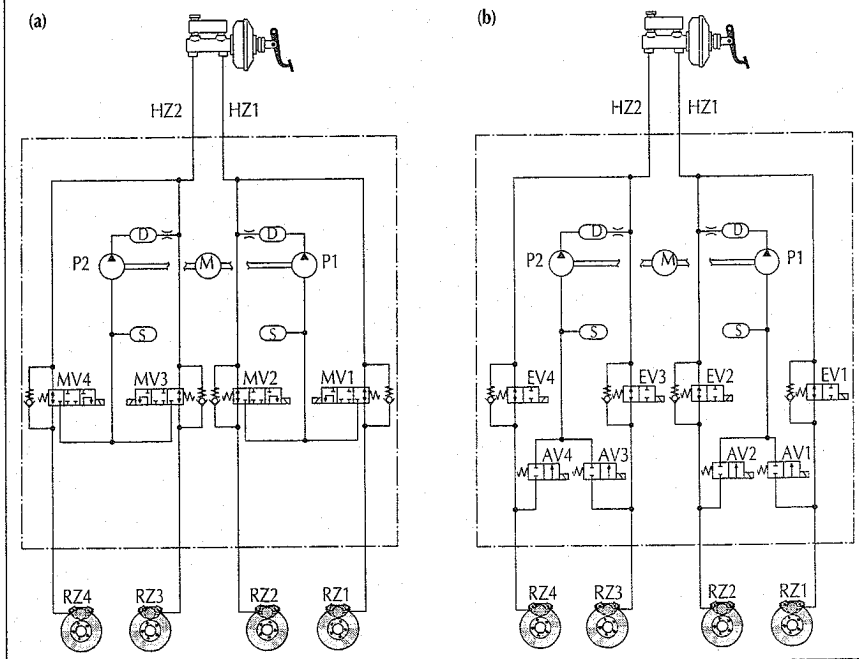 (a)
HZ2 HZ1
D D
P2 M P1
S S
MV4 MV3 MV2 MV1
RZ4 RZ3 RZ2 RZ1
(b)
HZ2 HZ1
D D
P2 M P1
S S
EV4 EV3 EV2 EV1
AV4 AV3 AV2 AV1
RZ4 RZ3 RZ2 RZ1